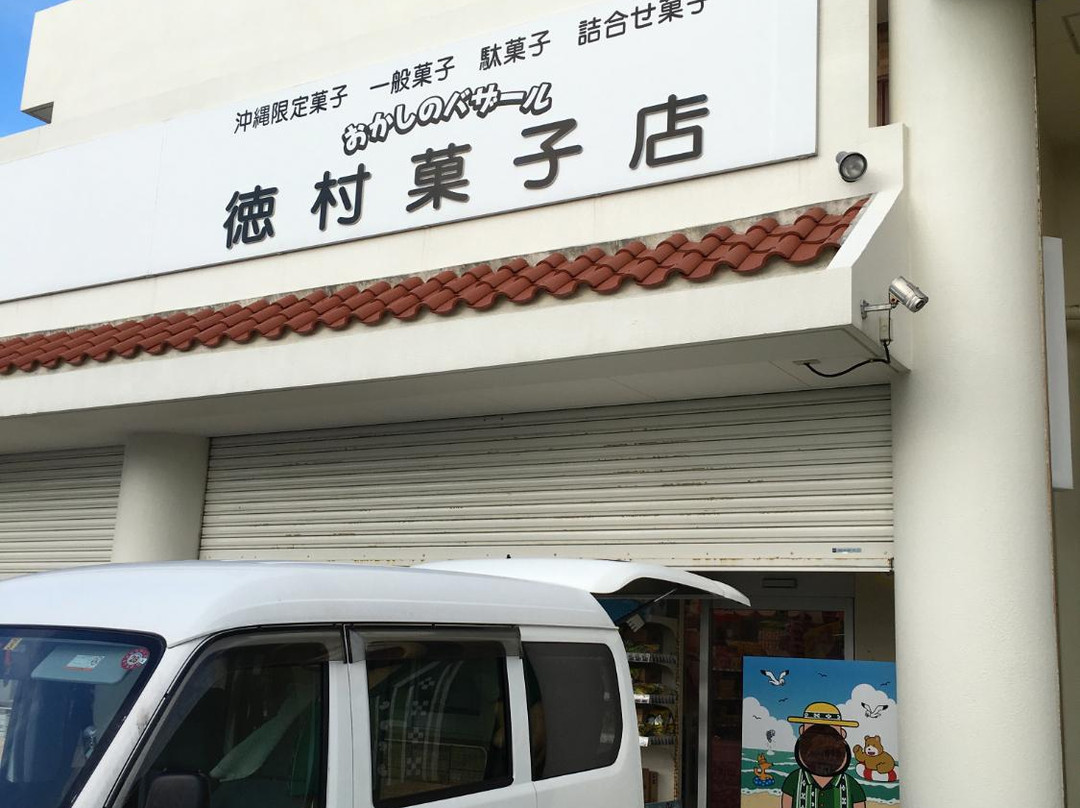 沖縄限定菓子 一般菓子 駄菓子 詰合せ菓子
おかしのバザール
徳村菓子店